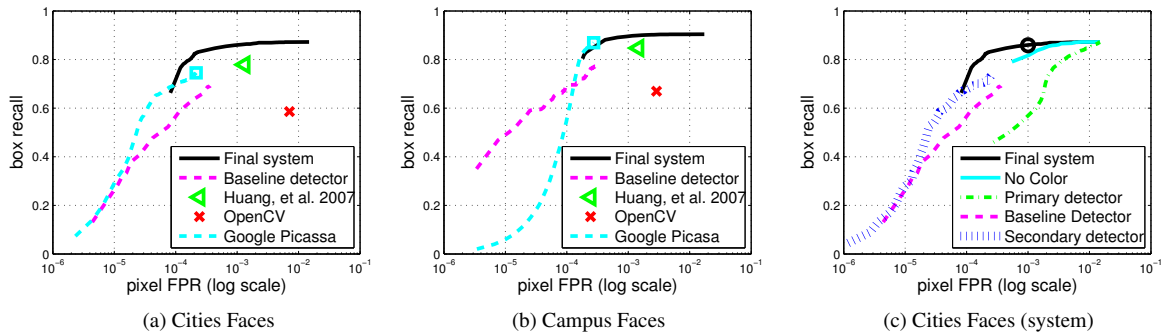 1
0.8
0.6
0.4
0.2
0
box recall
10^-6 10^-5 10^-4 10^-3 10^-2 10^-1
pixel FPR (log scale)
Final system
Baseline detector
Huang, et al. 2007
OpenCV
Google Picassa
(a) Cities Faces
1
0.8
0.6
0.4
0.2
0
box recall
10^-6 10^-5 10^-4 10^-3 10^-2 10^-1
pixel FPR (log scale)
Final system
Baseline detector
Huang, et al. 2007
OpenCV
Google Picasa
(b) Campus Faces
1
0.8
0.6
0.4
0.2
0
box recall
10^-6 10^-5 10^-4 10^-3 10^-2 10^-1
pixel FPR (log scale)
Final system
No Color
Primary detector
Baseline Detector
Secondary detector
(c) Cities Faces (system)